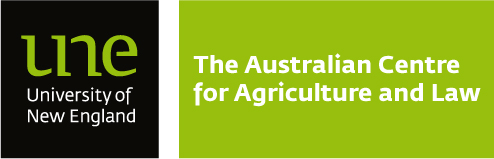 une
University of
New England
The Australian Centre
for Agriculture and Law